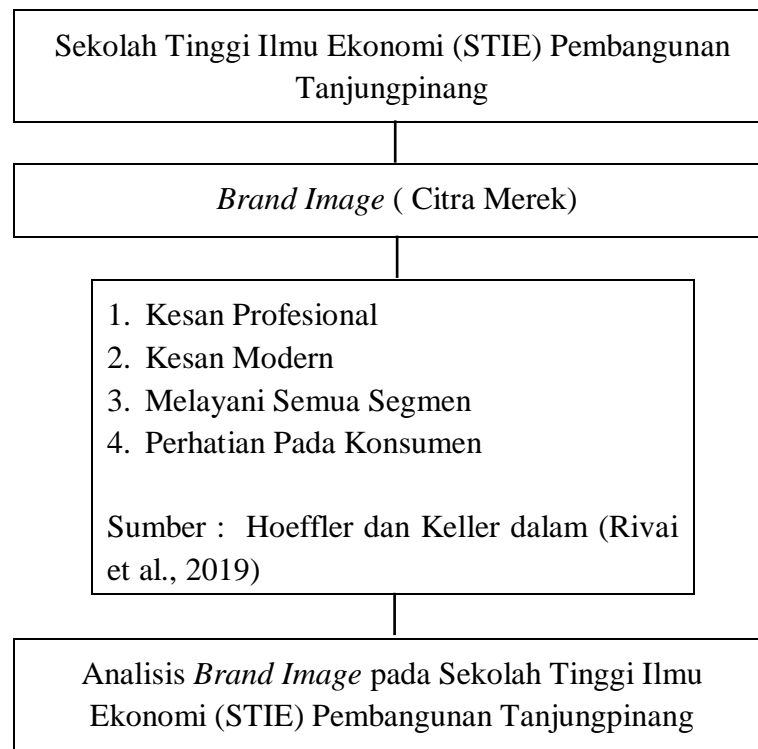 Sekolah Tinggi Ilmu Ekonomi (STIE) Pembangunan
Tanjungpinang
Brand Image ( Citra Merek)
1. Kesan Profesional
2. Kesan Modern
3. Melayani Semua Segmen
4. Perhatian Pada Konsumen
Sumber : Hoeffler dan Keller dalam (Rivai
et al., 2019)
Analisis Brand Image pada Sekolah Tinggi Ilmu
Ekonomi (STIE) Pembangunan Tanjungpinang